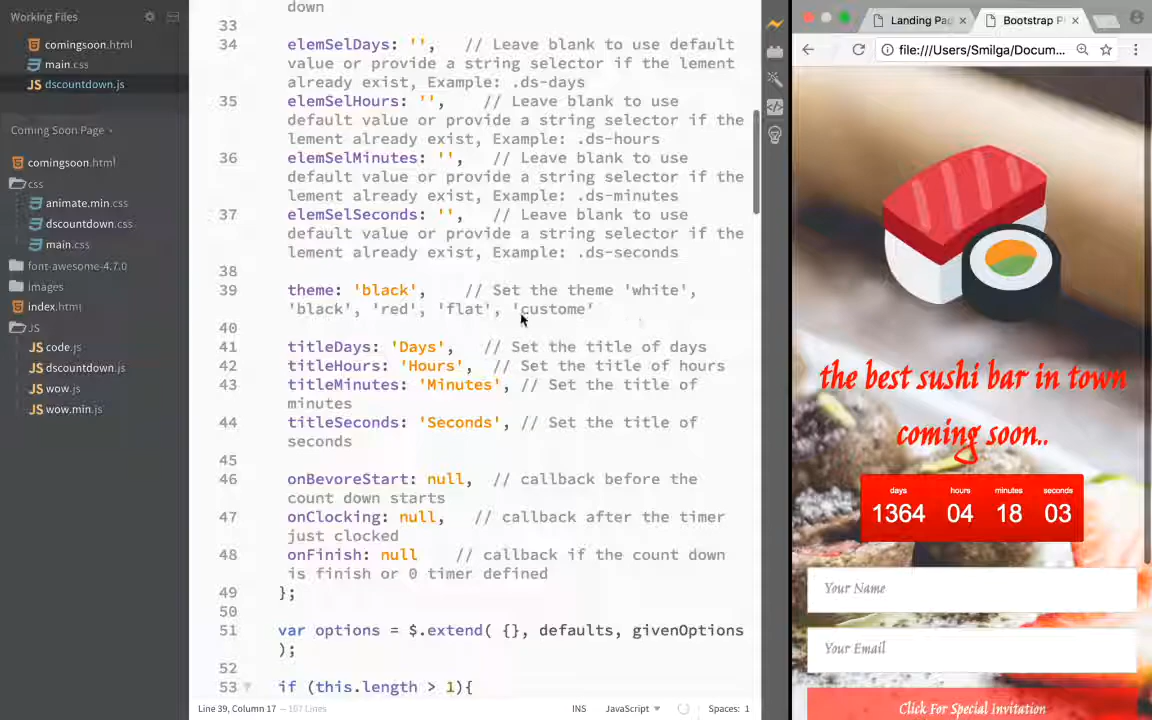 Working Files
comingsoon.html
main.css
JS dscountdown.js
Coming Soon Page
comingsoon.html
css
animate.min.css
dscountdown.css
main.css
font-awesome-4.7.0
images
index.html
JS
JS code.js
JS dscountdown.js
JS wow.js
JS wow.min.js
down
33
34 elemSelDays: '', // Leave blank to use default
value or provide a string selector if the lement
already exist, Example: .ds-days
35 elemSelHours: '', // Leave blank to use
default value or provide a string selector if the
lement already exist, Example: .ds-hours
36 elemSelMinutes: '', // Leave blank to use
default value or provide a string selector if the
lement already exist, Example: .ds-minutes
37 elemSelSeconds: '', // Leave blank to use
default value or provide a string selector if the
lement already exist, Example: .ds-seconds
38
39 theme: 'black', // Set the theme 'white',
'black', 'red', 'flat', 'custome'
40
41 titleDays: 'Days', // Set the title of days
42 titleHours: 'Hours', // Set the title of hours
43 titleMinutes: 'Minutes', // Set the title of
minutes
44 titleSeconds: 'Seconds', // Set the title of
seconds
45
46 onBevoreStart: null, // callback before the
count down starts
47 onClocking: null, // callback after the timer
just clocked
48 onFinish: null // callback if the count down
is finish or 0 timer defined
49 };
50
51 var options = $.extend( {}, defaults, givenOptions
);
52
53 if (this.length > 1){
Line 39, Column 17 — 107 Lines
INS
JavaScript
Spaces: 1
Landing Pa
Bootstrap P
file:///Users/Smilga/Docum...
the best sushi bar in town
coming soon..
days hours minutes seconds
1364 04 18 03
Your Name
Your Email
Click For Special Invitation